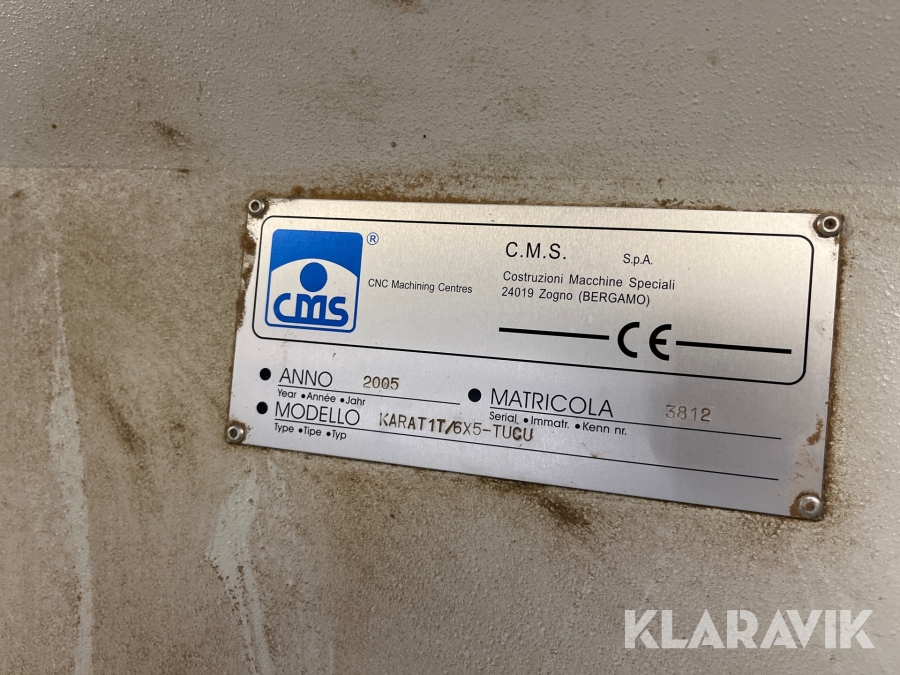 KLARAVIK
cms ®
CNC Machining Centres
C.M.S. S.p.A.
Costruzioni Macchine Speciali
24019 Zogno (BERGAMO)
CE
• ANNO 2005
Year •Année •Jahr
• MATRICOLA 3812
Serial •Immatr. •Kenn nr.
• MODELLO KARAT1T/6X5-TUCU
Type •Tipe •Typ
KLARAVIK